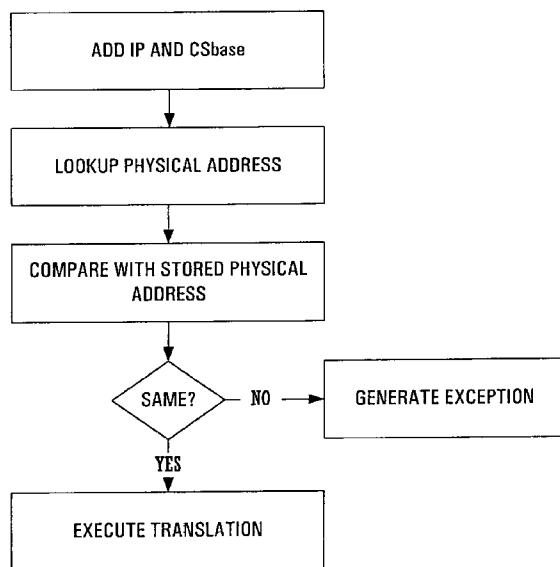 ADD IP AND CSbase
LOOKUP PHYSICAL ADDRESS
COMPARE WITH STORED PHYSICAL
ADDRESS
SAME?
NO
GENERATE EXCEPTION
YES
EXECUTE TRANSLATION